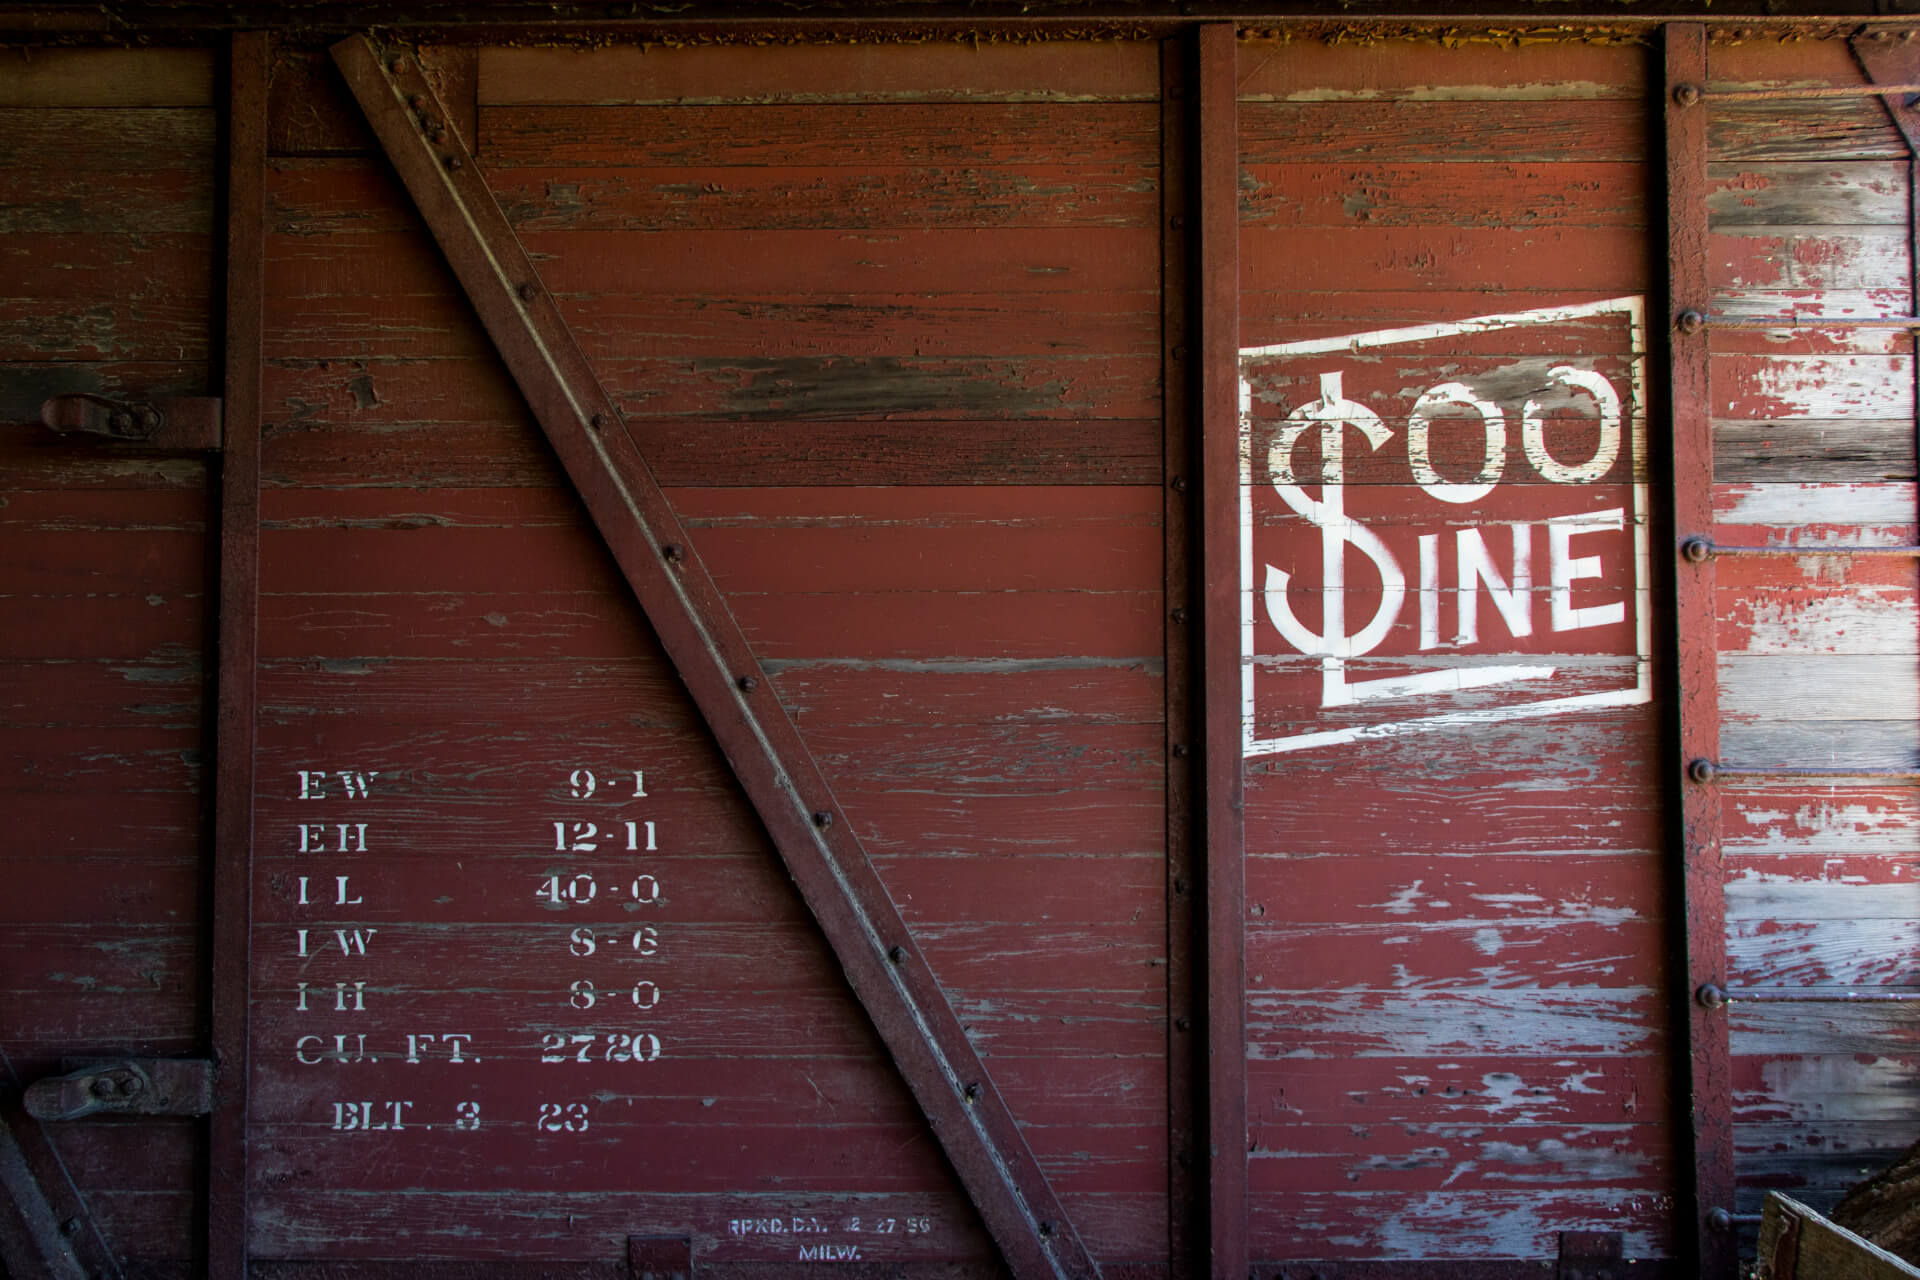 SOO
LINE
EW 9-1
EH 12-11
IL 40-0
IW 8-6
IH 8-0
CU. FT. 2720
BLT. 3 23
RPKD. 12 27 56
MILW.